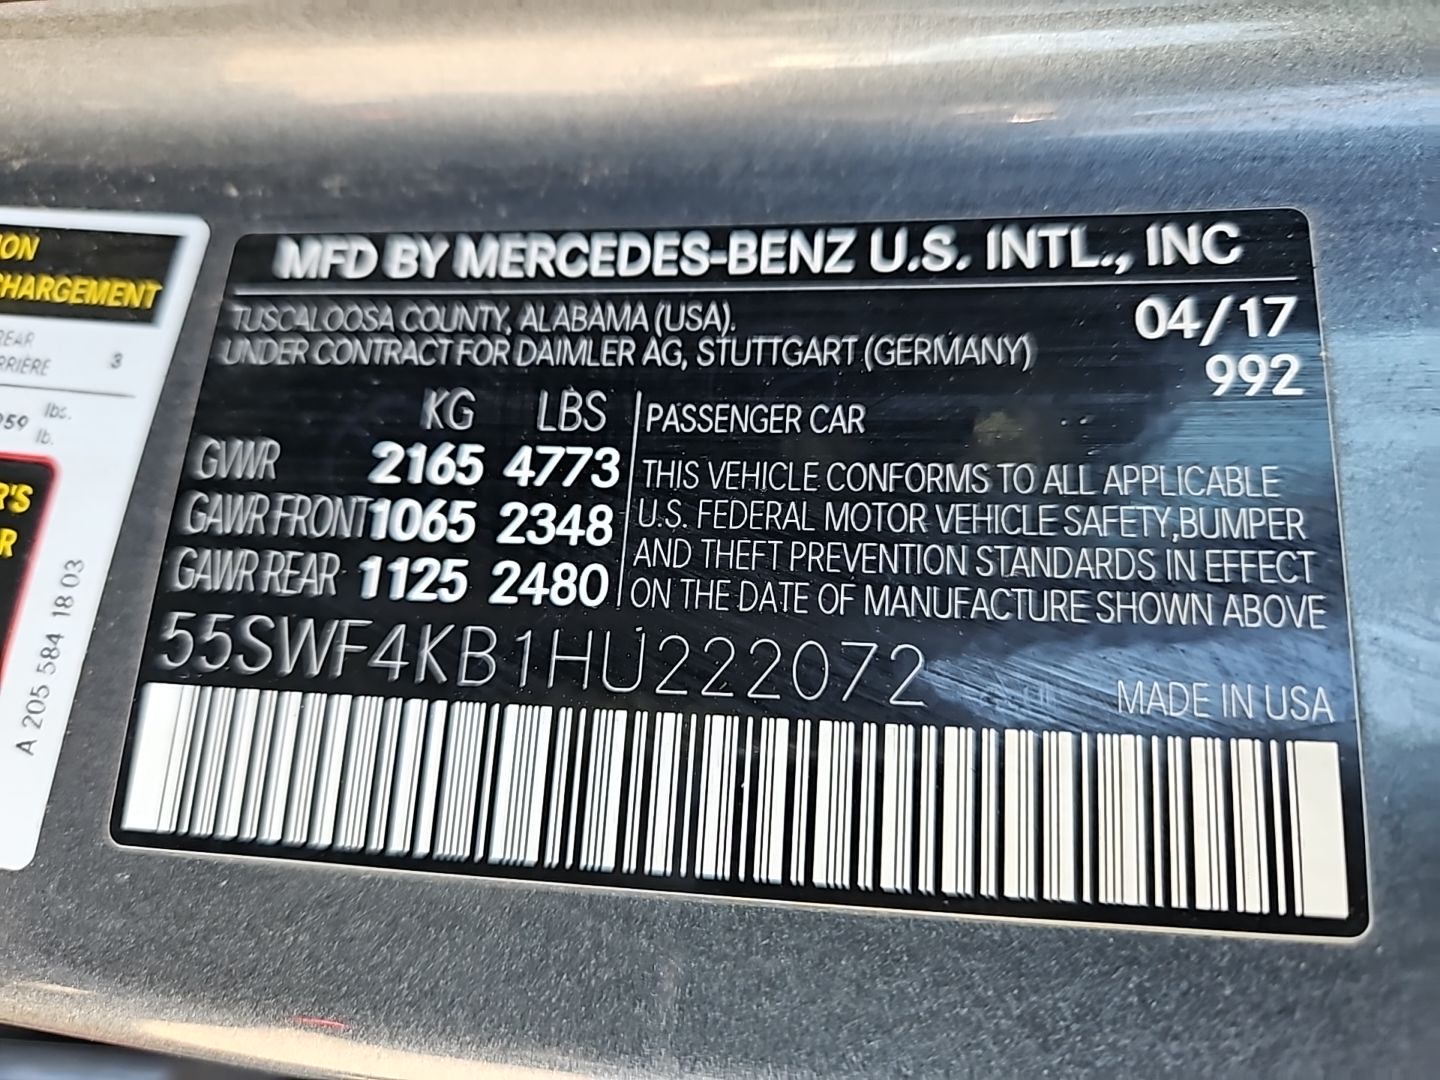 ION
CHARGEMENT
REAR
RRIÈRE 3
959 lbs.
lb.
R'S
R
A 205 584 18 03
MFD BY MERCEDES-BENZ U.S. INTL., INC
TUSCALOOSA COUNTY, ALABAMA (USA). 04/17
UNDER CONTRACT FOR DAIMLER AG, STUTTGART (GERMANY) 992
KG LBS
GVWR 2165 4773
GAWR FRONT 1065 2348
GAWR REAR 1125 2480
PASSENGER CAR
THIS VEHICLE CONFORMS TO ALL APPLICABLE
U.S. FEDERAL MOTOR VEHICLE SAFETY,BUMPER
AND THEFT PREVENTION STANDARDS IN EFFECT
ON THE DATE OF MANUFACTURE SHOWN ABOVE
55SWF4KB1HU222072
MADE IN USA